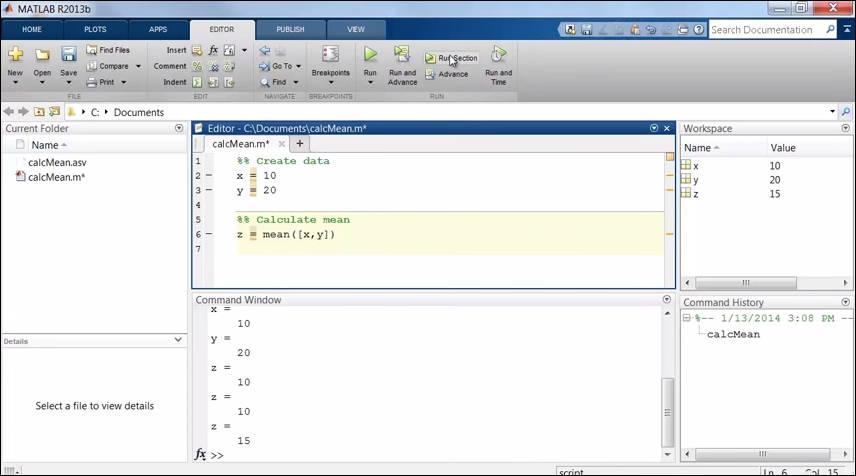 MATLAB R2013b
HOME PLOTS APPS EDITOR PUBLISH VIEW
Search Documentation
New Open Save
Find Files
Compare
Print
FILE
Insert fx
Comment
Indent
EDIT
Go To
Find
NAVIGATE
Breakpoints
BREAKPOINTS
Run
Run and Advance
Run Section
Advance
Run and Time
RUN
C: Documents
Current Folder
Name
calcMean.asv
calcMean.m*
Details
Select a file to view details
Editor - C:\Documents\calcMean.m*
calcMean.m* × +
1 %% Create data
2 – x = 10
3 – y = 20
4
5 %% Calculate mean
6 – z = mean([x,y])
7
Command Window
x =
10
y =
20
z =
10
z =
10
z =
15
fx >>
Workspace
Name Value
x 10
y 20
z 15
Command History
%-- 1/13/2014 3:08 PM --
calcMean
script Ln 6 Col 15